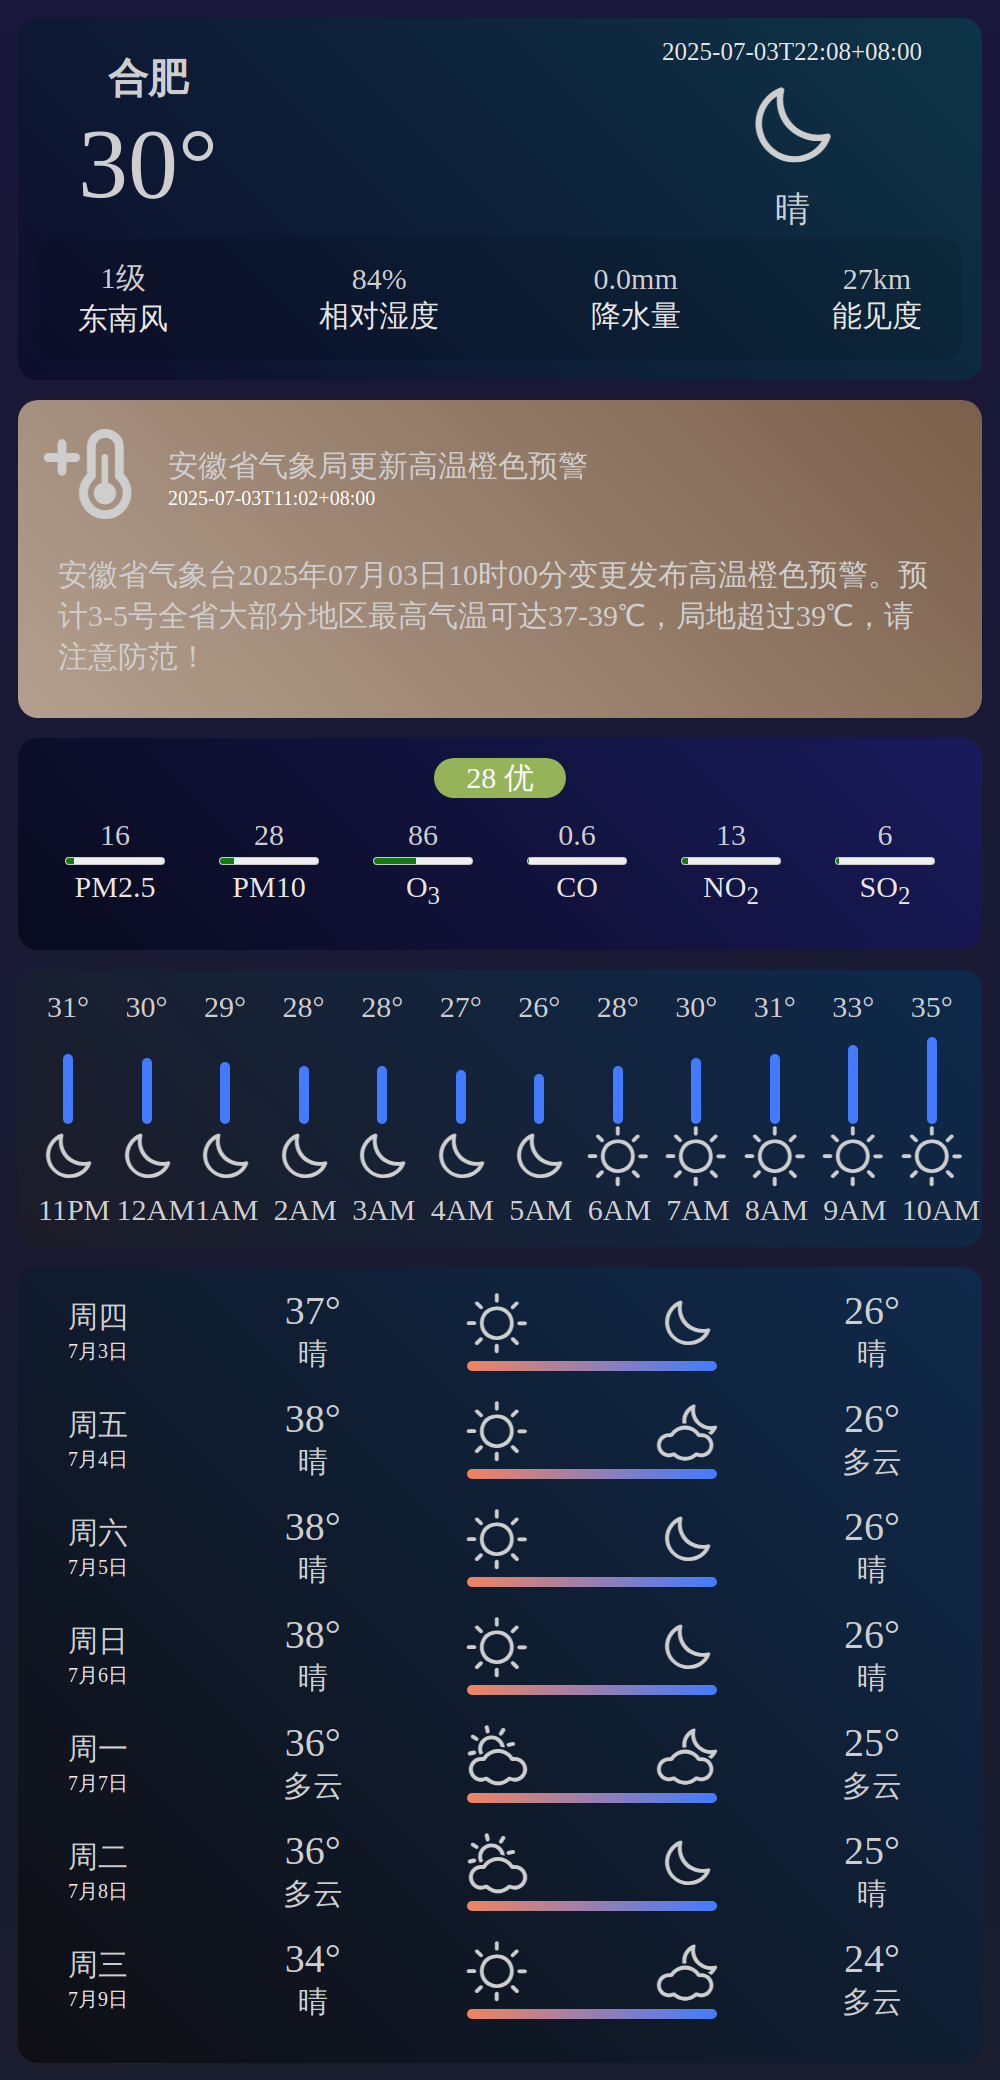 合肥
30°
2025-07-03T22:08+08:00
晴
1级 84% 0.0mm 27km
东南风 相对湿度 降水量 能见度
安徽省气象局更新高温橙色预警
2025-07-03T11:02+08:00
安徽省气象台2025年07月03日10时00分变更发布高温橙色预警。预
计3-5号全省大部分地区最高气温可达37-39℃，局地超过39℃，请
注意防范！
28 优
16 28 86 0.6 13 6
PM2.5 PM10 O3 CO NO2 SO2
31° 30° 29° 28° 28° 27° 26° 28° 30° 31° 33° 35°
11PM 12AM 1AM 2AM 3AM 4AM 5AM 6AM 7AM 8AM 9AM 10AM
周四 37° 26°
7月3日 晴 晴
周五 38° 26°
7月4日 晴 多云
周六 38° 26°
7月5日 晴 晴
周日 38° 26°
7月6日 晴 晴
周一 36° 25°
7月7日 多云 多云
周二 36° 25°
7月8日 多云 晴
周三 34° 24°
7月9日 晴 多云